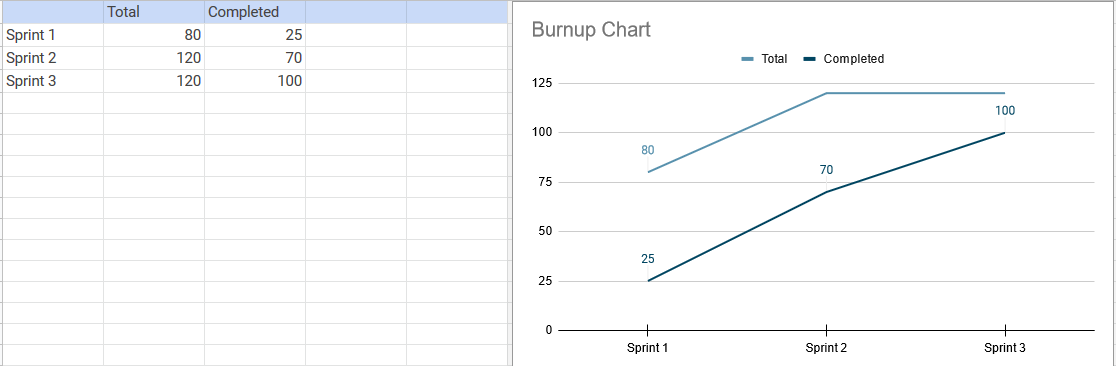 Total Completed
Sprint 1 80 25
Sprint 2 120 70
Sprint 3 120 100
Burnup Chart
Total Completed
125
100
75
50
25
0
80
25
70
100
Sprint 1 Sprint 2 Sprint 3